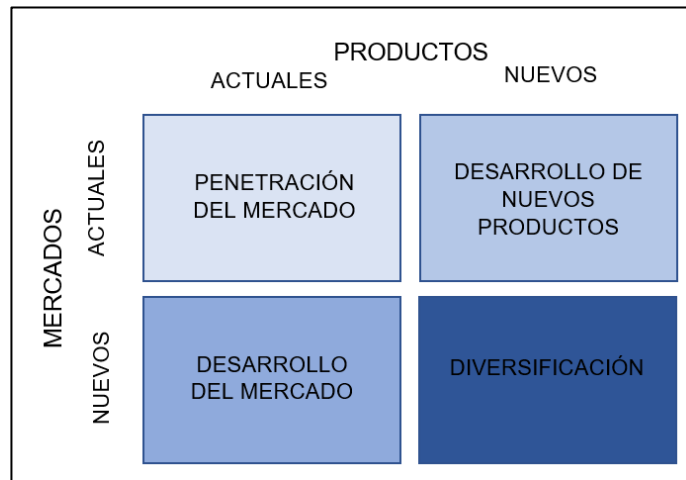 PRODUCTOS
ACTUALES
NUEVOS
MERCADOS
ACTUALES
PENETRACIÓN
DEL MERCADO
DESARROLLO DE
NUEVOS
PRODUCTOS
NUEVOS
DESARROLLO
DEL MERCADO
DIVERSIFICACIÓN